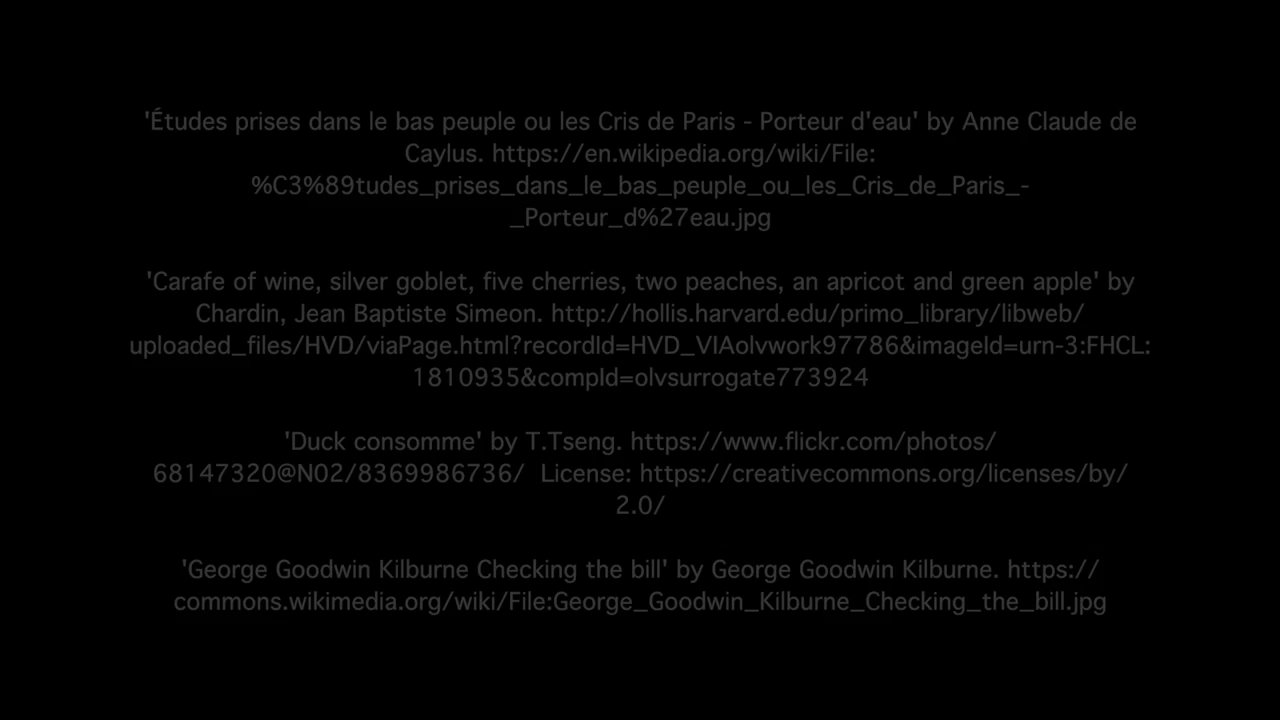 'Études prises dans le bas peuple ou les Cris de Paris - Porteur d'eau' by Anne Claude de
Caylus. https://en.wikipedia.org/wiki/File:
%C3%89tudes_prises_dans_le_bas_peuple_ou_les_Cris_de_Paris_-
_Porteur_d%27eau.jpg
'Carafe of wine, silver goblet, five cherries, two peaches, an apricot and green apple' by
Chardin, Jean Baptiste Simeon. http://hollis.harvard.edu/primo_library/libweb/
uploaded_files/HVD/viaPage.html?recordId=HVD_VIAolvwork97786&imageId=urn-3:FHCL:
1810935&compId=olvsurrogate773924
'Duck consomme' by T.Tseng. https://www.flickr.com/photos/
68147320@N02/8369986736/  License: https://creativecommons.org/licenses/by/
2.0/
'George Goodwin Kilburne Checking the bill' by George Goodwin Kilburne. https://
commons.wikimedia.org/wiki/File:George_Goodwin_Kilburne_Checking_the_bill.jpg